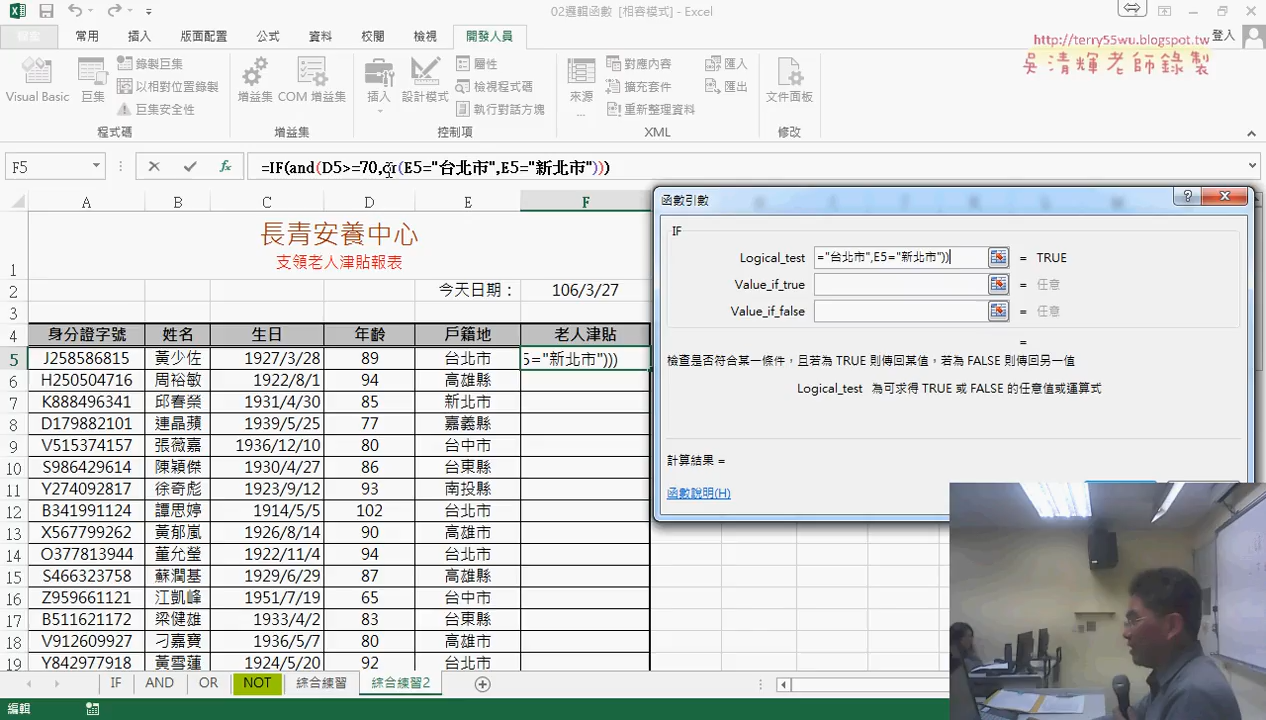 02邏輯函數 [相容模式] - Excel
常用 插入 版面配置 公式 資料 校閱 檢視 開發人員 登入
http://terry55wu.blogspot.tw
吳清輝老師錄製
Visual Basic 巨集 錄製巨集 以相對位置錄製 巨集安全性 程式碼
增益集 COM 增益集 增益集
插入 設計模式 屬性 檢視程式碼 執行對話方塊 控制項
來源 對應內容 擴充套件 重新整理資料 匯入 匯出 XML
文件面板 修改
F5 fx =IF(and(D5>=70,or(E5="台北市",E5="新北市")))
A B C D E F
1 長青安養中心
支領老人津貼報表
2 今天日期： 106/3/27
3
4 身分證字號 姓名 生日 年齡 戶籍地 老人津貼
5 J258586815 黃少佐 1927/3/28 89 台北市 5="新北市")))
6 H250504716 周裕敏 1922/8/1 94 高雄縣
7 K888496341 邱春榮 1931/4/30 85 新北市
8 D179882101 連晶蘋 1939/5/25 77 嘉義縣
9 V515374157 張薇嘉 1936/12/10 80 台中市
10 S986429614 陳穎傑 1930/4/27 86 台東縣
11 Y274092817 徐奇彪 1923/9/12 93 南投縣
12 B341991124 譚思婷 1914/5/5 102 台北市
13 X567799262 黃郁嵐 1926/8/14 90 高雄市
14 O377813944 董允瑩 1922/11/4 94 台北市
15 S466323758 蘇潤基 1929/6/29 87 高雄縣
16 Z959661121 江凱峰 1951/7/19 65 台中市
17 B511621172 梁健雄 1933/4/2 83 台東縣
18 V912609927 刁嘉寶 1936/5/7 80 高雄市
19 Y842977918 黃雪蓮 1924/5/20 92 台北市
函數引數
IF
Logical_test ="台北市",E5="新北市")) = TRUE
Value_if_true = 任意
Value_if_false = 任意
=
檢查是否符合某一條件，且若為 TRUE 則傳回某值，若為 FALSE 則傳回另一值
Logical_test 為可求得 TRUE 或 FALSE 的任意值或運算式
計算結果 =
函數說明(H)
IF AND OR NOT 綜合練習 綜合練習2
編輯